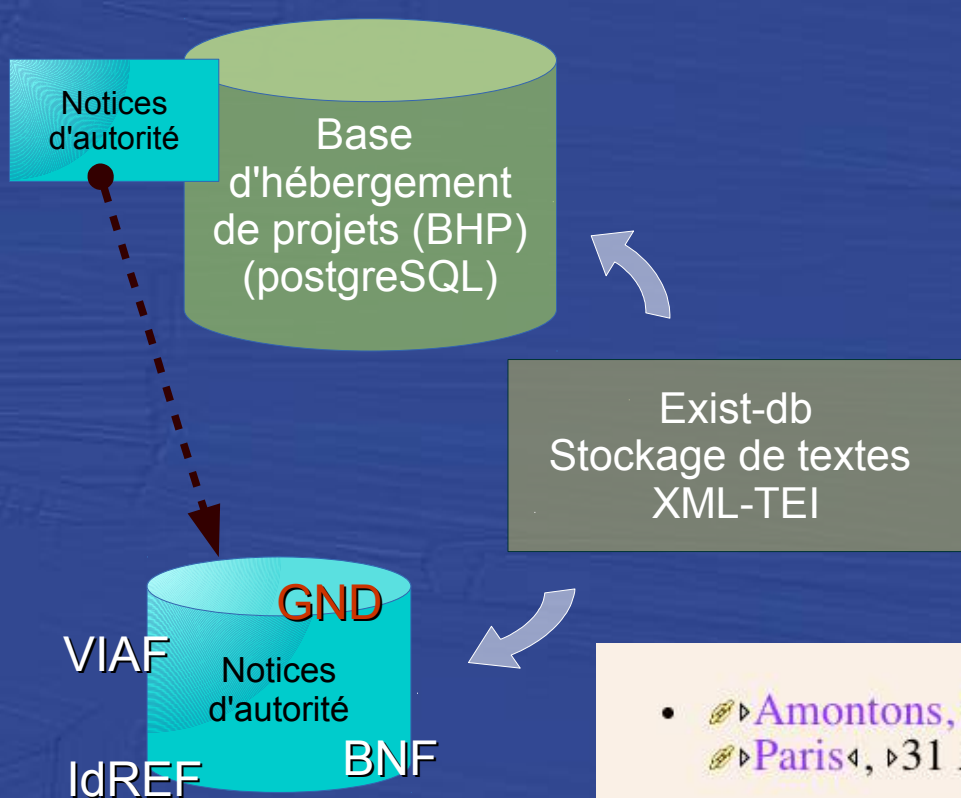 Notices
d'autorité
Base
d'hébergement
de projets (BHP)
(postgreSQL)
Exist-db
Stockage de textes
XML-TEI
GND
VIAF
Notices
d'autorité
BNF
IdREF
Amontons,
Paris, 31